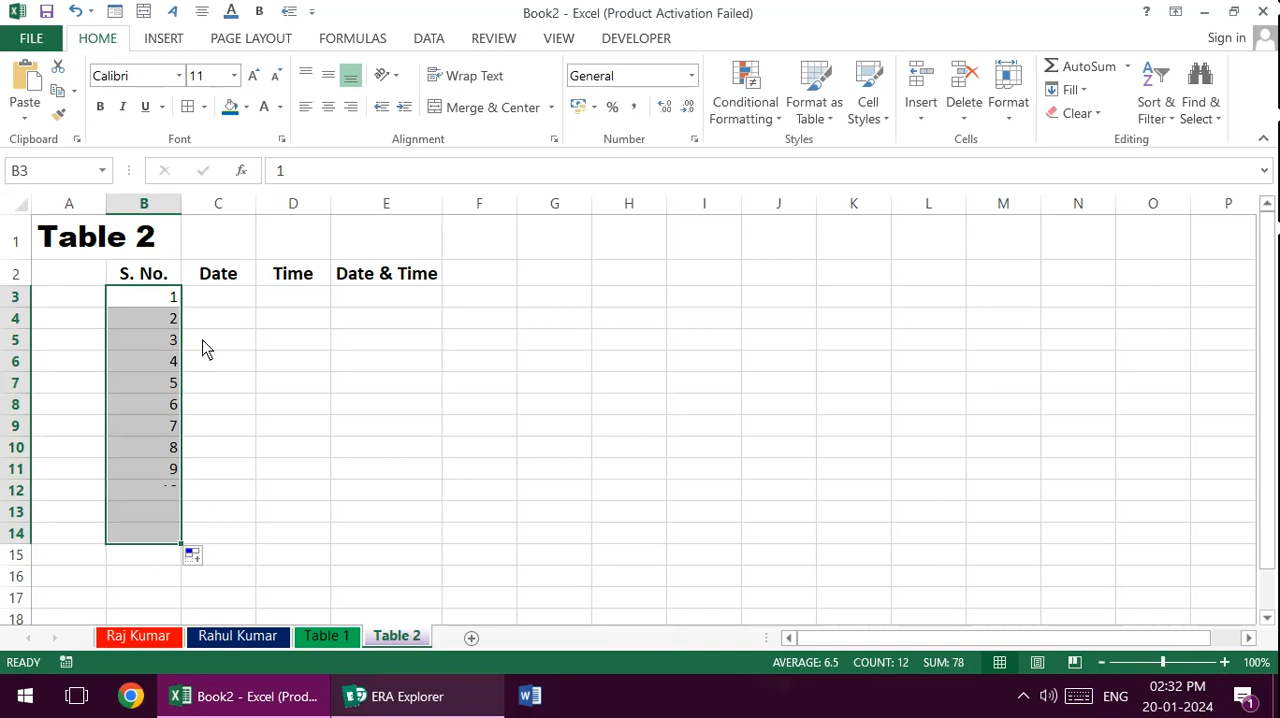 Book2 - Excel (Product Activation Failed)
FILE HOME INSERT PAGE LAYOUT FORMULAS DATA REVIEW VIEW DEVELOPER Sign in
Paste Calibri 11 Wrap Text General Conditional Formatting Format as Table Cell Styles Insert Delete Format AutoSum Sort & Filter Find & Select
B I U A Merge & Center % Fill
Clear
Clipboard Font Alignment Number Styles Cells Editing
B3 fx 1
A B C D E F G H I J K L M N O P
1 Table 2
2 S. No. Date Time Date & Time
3 1
4 2
5 3
6 4
7 5
8 6
9 7
10 8
11 9
12
13
14
15
16
17
18
Raj Kumar Rahul Kumar Table 1 Table 2
READY AVERAGE: 6.5 COUNT: 12 SUM: 78 100%
Book2 - Excel (Prod... ERA Explorer ENG 02:32 PM
20-01-2024 1